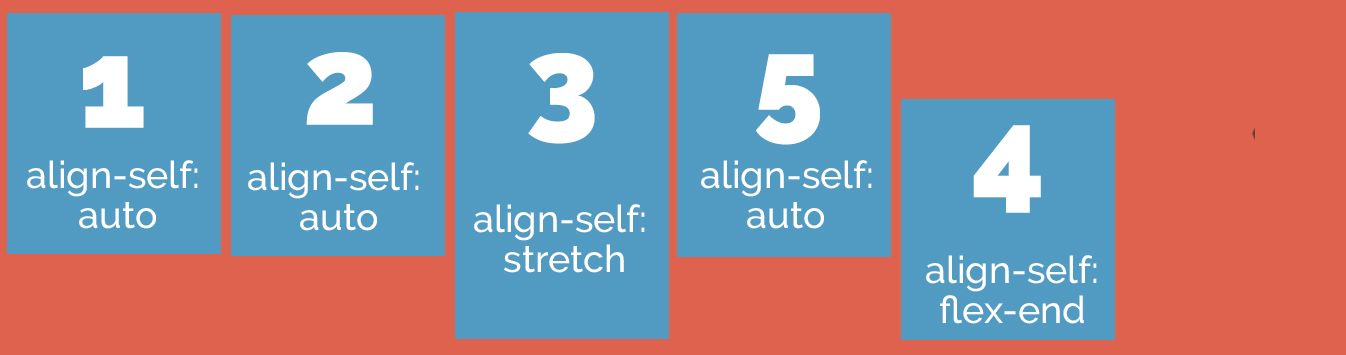 1
align-self:
auto
2
align-self:
auto
3
align-self:
stretch
5
align-self:
auto
4
align-self:
flex-end